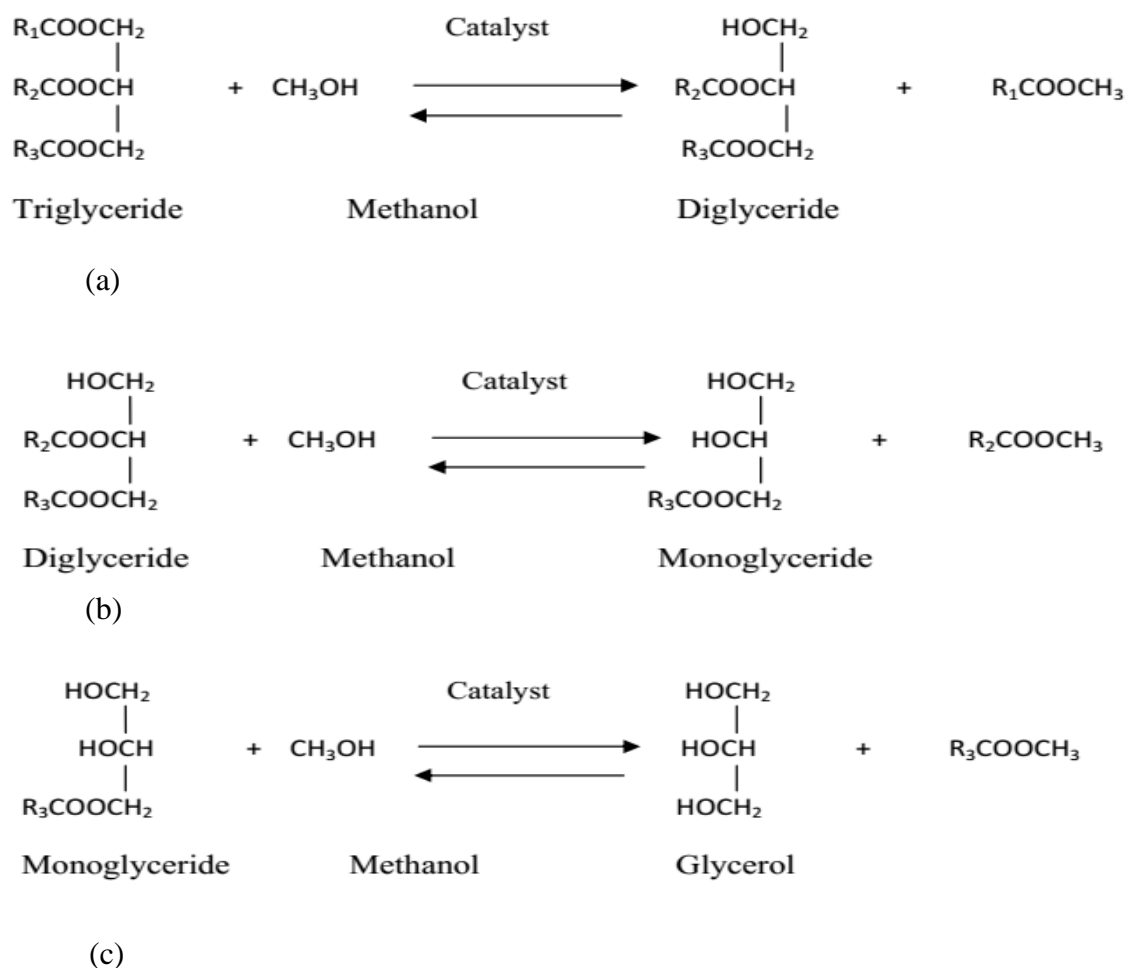 R₁COOCH₂ Catalyst HOCH₂
R₂COOCH + CH₃OH R₂COOCH + R₁COOCH₃
R₃COOCH₂ R₃COOCH₂
Triglyceride Methanol Diglyceride
(a)
HOCH₂ Catalyst HOCH₂
R₂COOCH + CH₃OH HOCH + R₂COOCH₃
R₃COOCH₂ R₃COOCH₂
Diglyceride Methanol Monoglyceride
(b)
HOCH₂ Catalyst HOCH₂
HOCH + CH₃OH HOCH + R₃COOCH₃
R₃COOCH₂ HOCH₂
Monoglyceride Methanol Glycerol
(c)